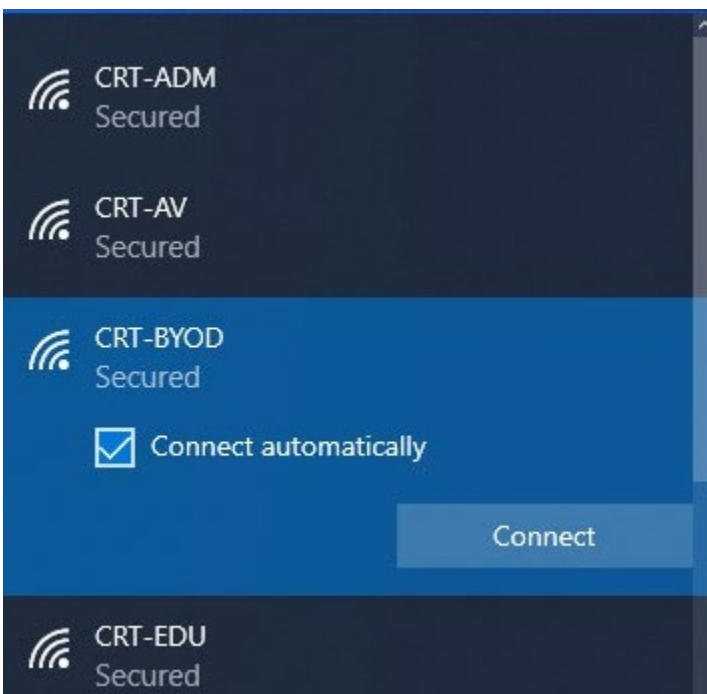 CRT-ADM
Secured
CRT-AV
Secured
CRT-BYOD
Secured
Connect automatically
Connect
CRT-EDU
Secured